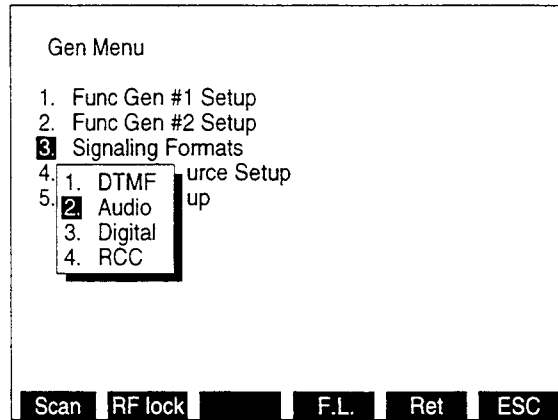 Gen Menu
1. Func Gen #1 Setup
2. Func Gen #2 Setup
3. Signaling Formats
4. urce Setup
5. up
1. DTMF
2. Audio
3. Digital
4. RCC
Scan RF lock F.L. Ret ESC